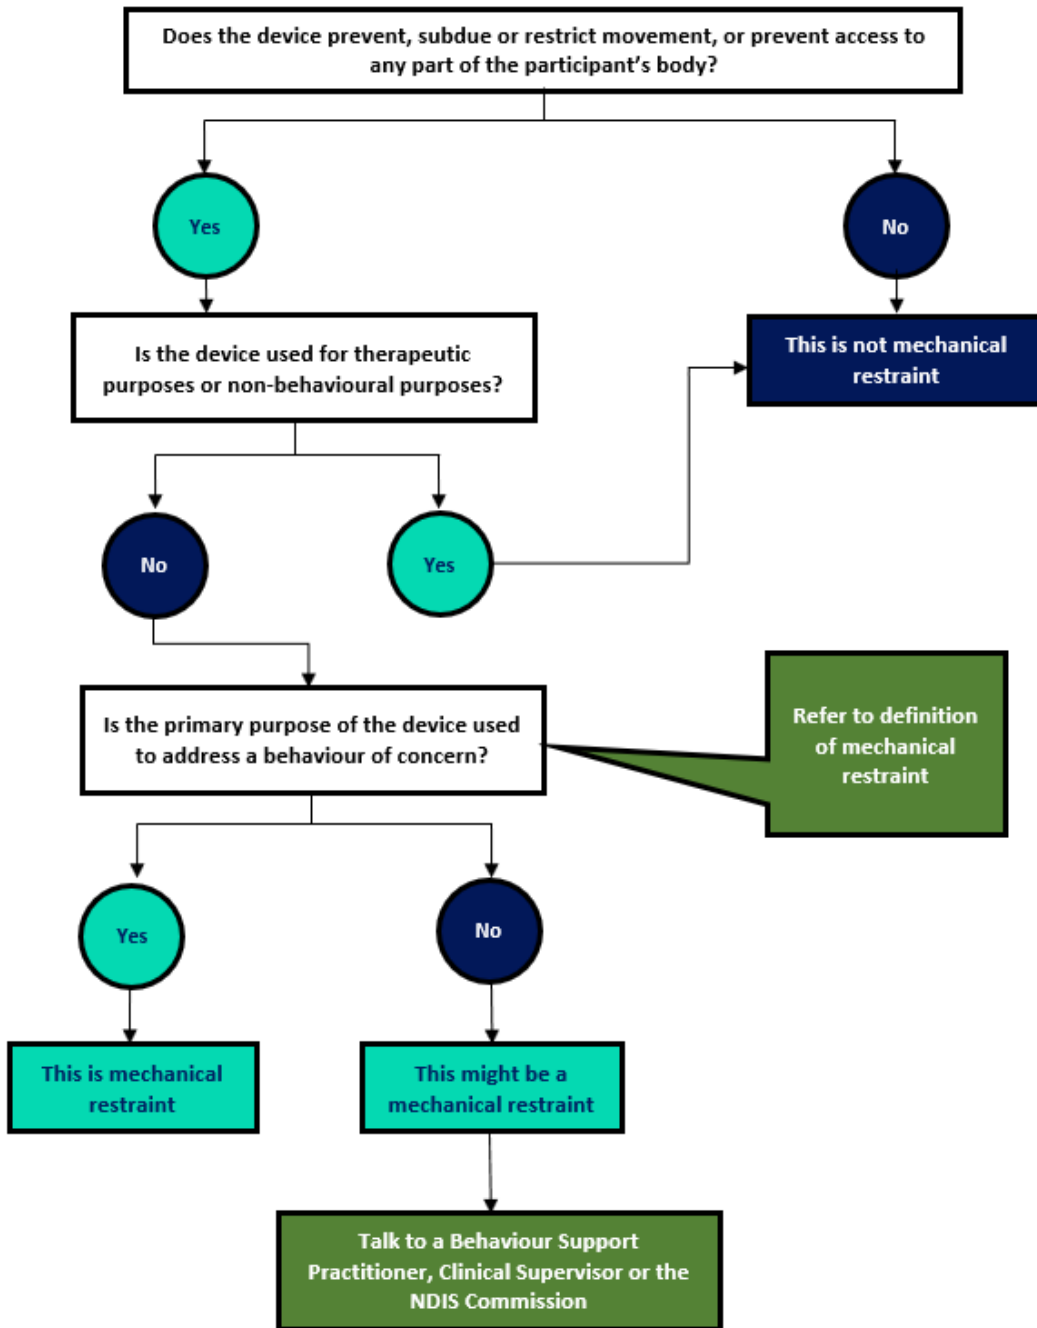 Does the device prevent, subdue or restrict movement, or prevent access to
any part of the participant's body?
Yes
No
Is the device used for therapeutic
purposes or non-behavioural purposes?
This is not mechanical
restraint
No
Yes
Is the primary purpose of the device used
to address a behaviour of concern?
Refer to definition
of mechanical
restraint
Yes
No
This is mechanical
restraint
This might be a
mechanical restraint
Talk to a Behaviour Support
Practitioner, Clinical Supervisor or the
NDIS Commission